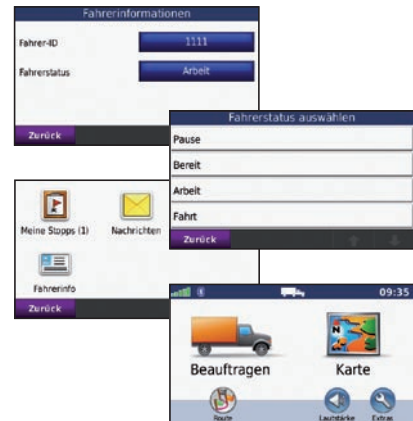 Fahrerinformationen
Fahrer-ID 1111
Fahrerstatus Arbeit
Zurück
Fahrerstatus auswählen
Pause
Bereit
Arbeit
Fahrt
Zurück
Meine Stopps (1) Nachrichten
Fahrerinfo
Zurück
09:35
Beauftragen Karte
Route Lautstärke Extras